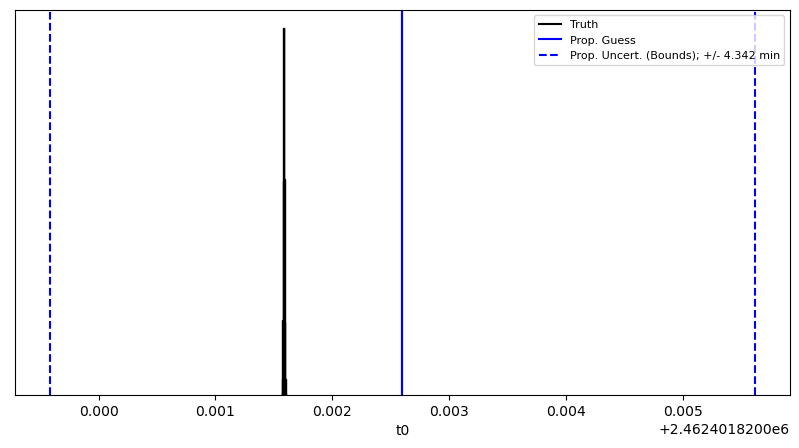 Truth
Prop. Guess
Prop. Uncert. (Bounds); +/- 4.342 min
0.000 0.001 0.002 0.003 0.004 0.005
t0
+2.4624018200e6